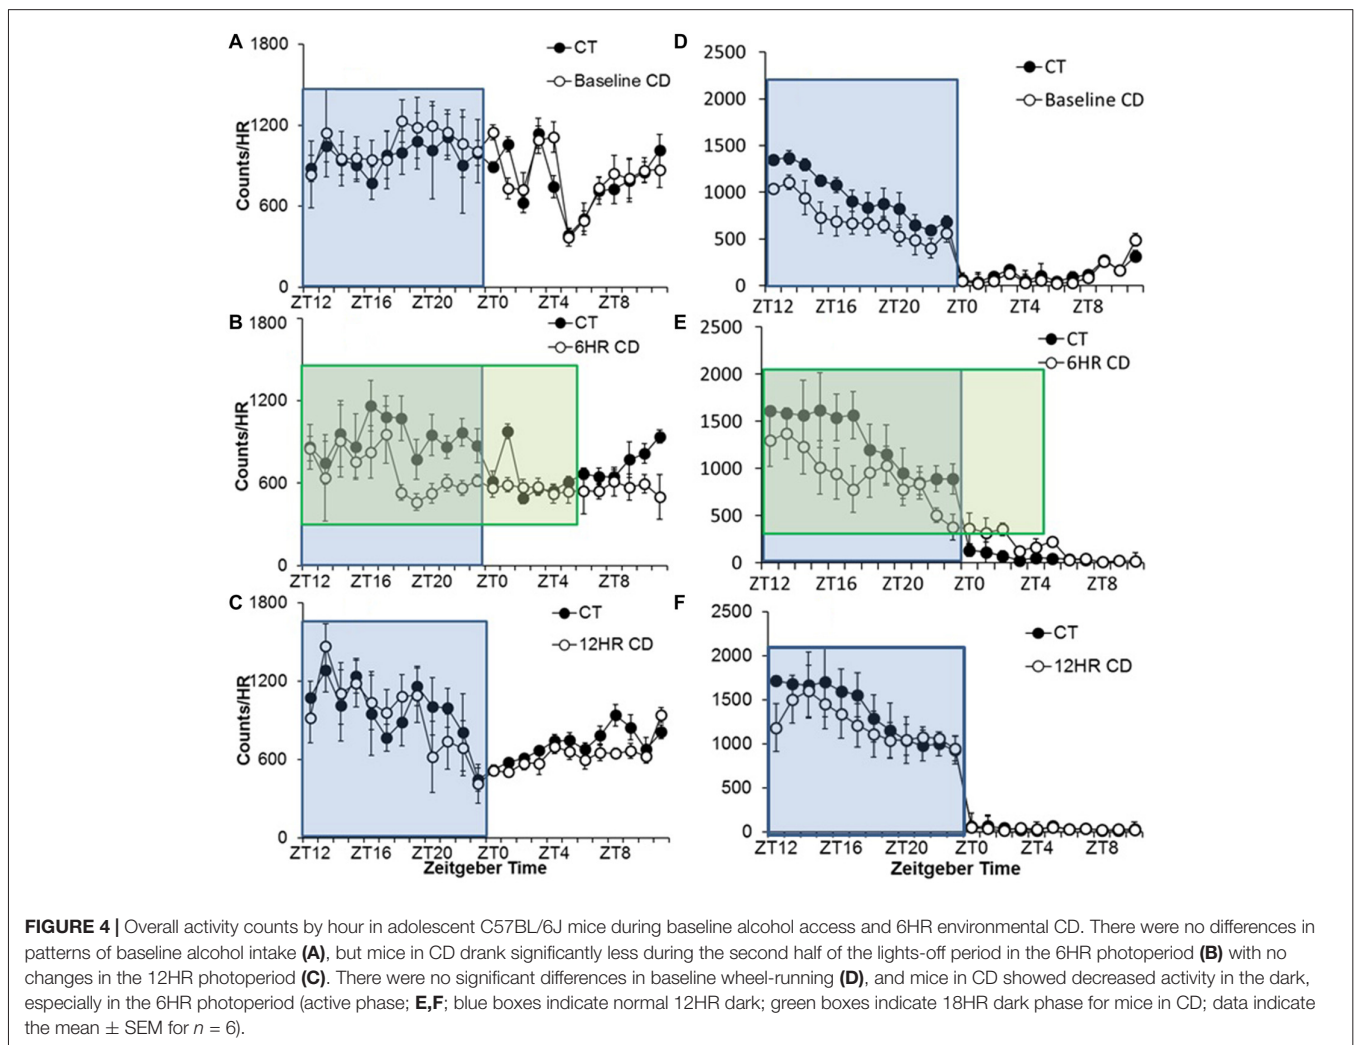 A
1800
1200
600
0
Counts/HR
CT
Baseline CD
ZT12 ZT16 ZT20 ZT0 ZT4 ZT8
D
2500
2000
1500
1000
500
0
CT
Baseline CD
ZT12 ZT16 ZT20 ZT0 ZT4 ZT8
B
1800
1200
600
0
Counts/HR
CT
6HR CD
ZT12 ZT16 ZT20 ZT0 ZT4 ZT8
E
2500
2000
1500
1000
500
0
CT
6HR CD
ZT12 ZT16 ZT20 ZT0 ZT4 ZT8
C
1800
1200
600
0
Counts/HR
CT
12HR CD
ZT12 ZT16 ZT20 ZT0 ZT4 ZT8
Zeitgeber Time
F
2500
2000
1500
1000
500
0
CT
12HR CD
ZT12 ZT16 ZT20 ZT0 ZT4 ZT8
Zeitgeber Time
FIGURE 4 | Overall activity counts by hour in adolescent C57BL/6J mice during baseline alcohol access and 6HR environmental CD. There were no differences in
patterns of baseline alcohol intake (A), but mice in CD drank significantly less during the second half of the lights-off period in the 6HR photoperiod (B) with no
changes in the 12HR photoperiod (C). There were no significant differences in baseline wheel-running (D), and mice in CD showed decreased activity in the dark,
especially in the 6HR photoperiod (active phase; E,F; blue boxes indicate normal 12HR dark; green boxes indicate 18HR dark phase for mice in CD; data indicate
the mean ± SEM for n = 6).